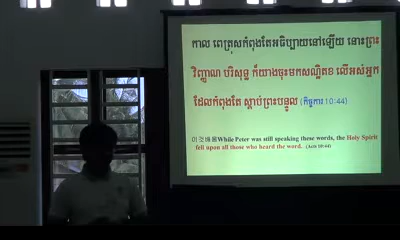 កាល ពេត្រុសកំពុងតែអធិប្បាយនៅឡើយ នោះព្រះ
វិញ្ញាណ បរិសុទ្ធ ក៏យាងចុះមកសណ្ឋិត លើអស់អ្នក
ដែលកំពុងតែ ស្តាប់ព្រះបន្ទូល (កិច្ចការ 10:44)
While Peter was still speaking these words, the Holy Spirit
fell upon all those who heard the word. (Acts 10:44)